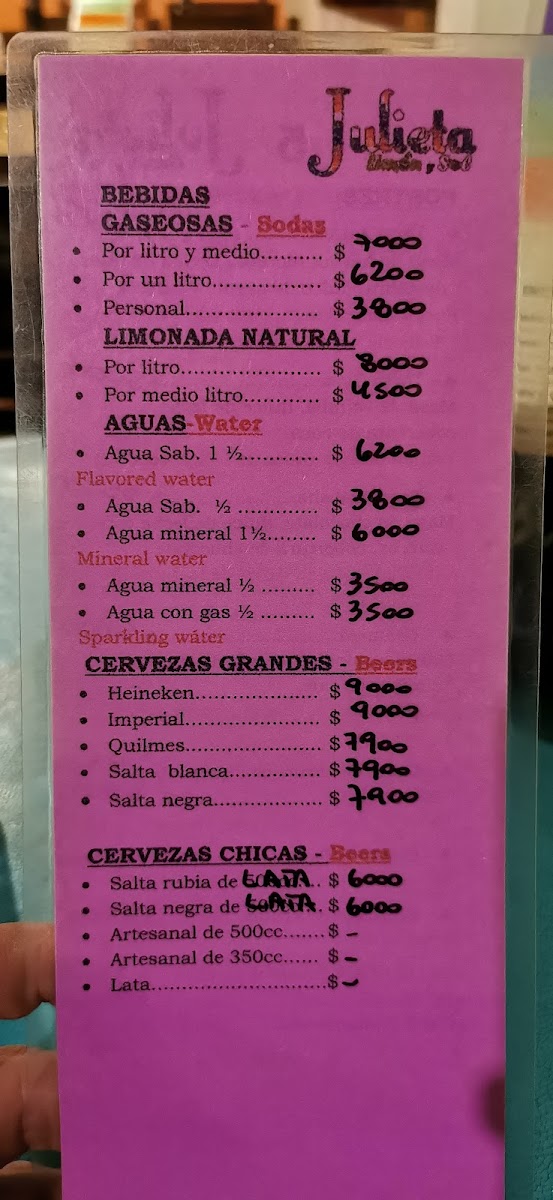 Julieta
BEBIDAS
GASEOSAS - Sodas
• Por litro y medio.......... $ 7000
• Por un litro................. $ 6200
• Personal..................... $ 3800
LIMONADA NATURAL
• Por litro...................... $ 8000
• Por medio litro............ $ 4500
AGUAS-Water
• Agua Sab. 1 ½............ $ 6200
Flavored water
• Agua Sab. ½ ............. $ 3800
• Agua mineral 1½........ $ 6000
Mineral water
• Agua mineral ½ ......... $ 3500
• Agua con gas ½ ......... $ 3500
Sparkling wáter
CERVEZAS GRANDES - Beers
• Heineken.................... $ 9000
• Imperial...................... $ 9000
• Quilmes...................... $ 7900
• Salta blanca............... $ 7900
• Salta negra................. $ 7900
CERVEZAS CHICAS - Beers
• Salta rubia de LATA.. $ 6000
• Salta negra de LATA. $ 6000
• Artesanal de 500cc.......$ -
• Artesanal de 350cc...... $ -
• Lata............................$ -